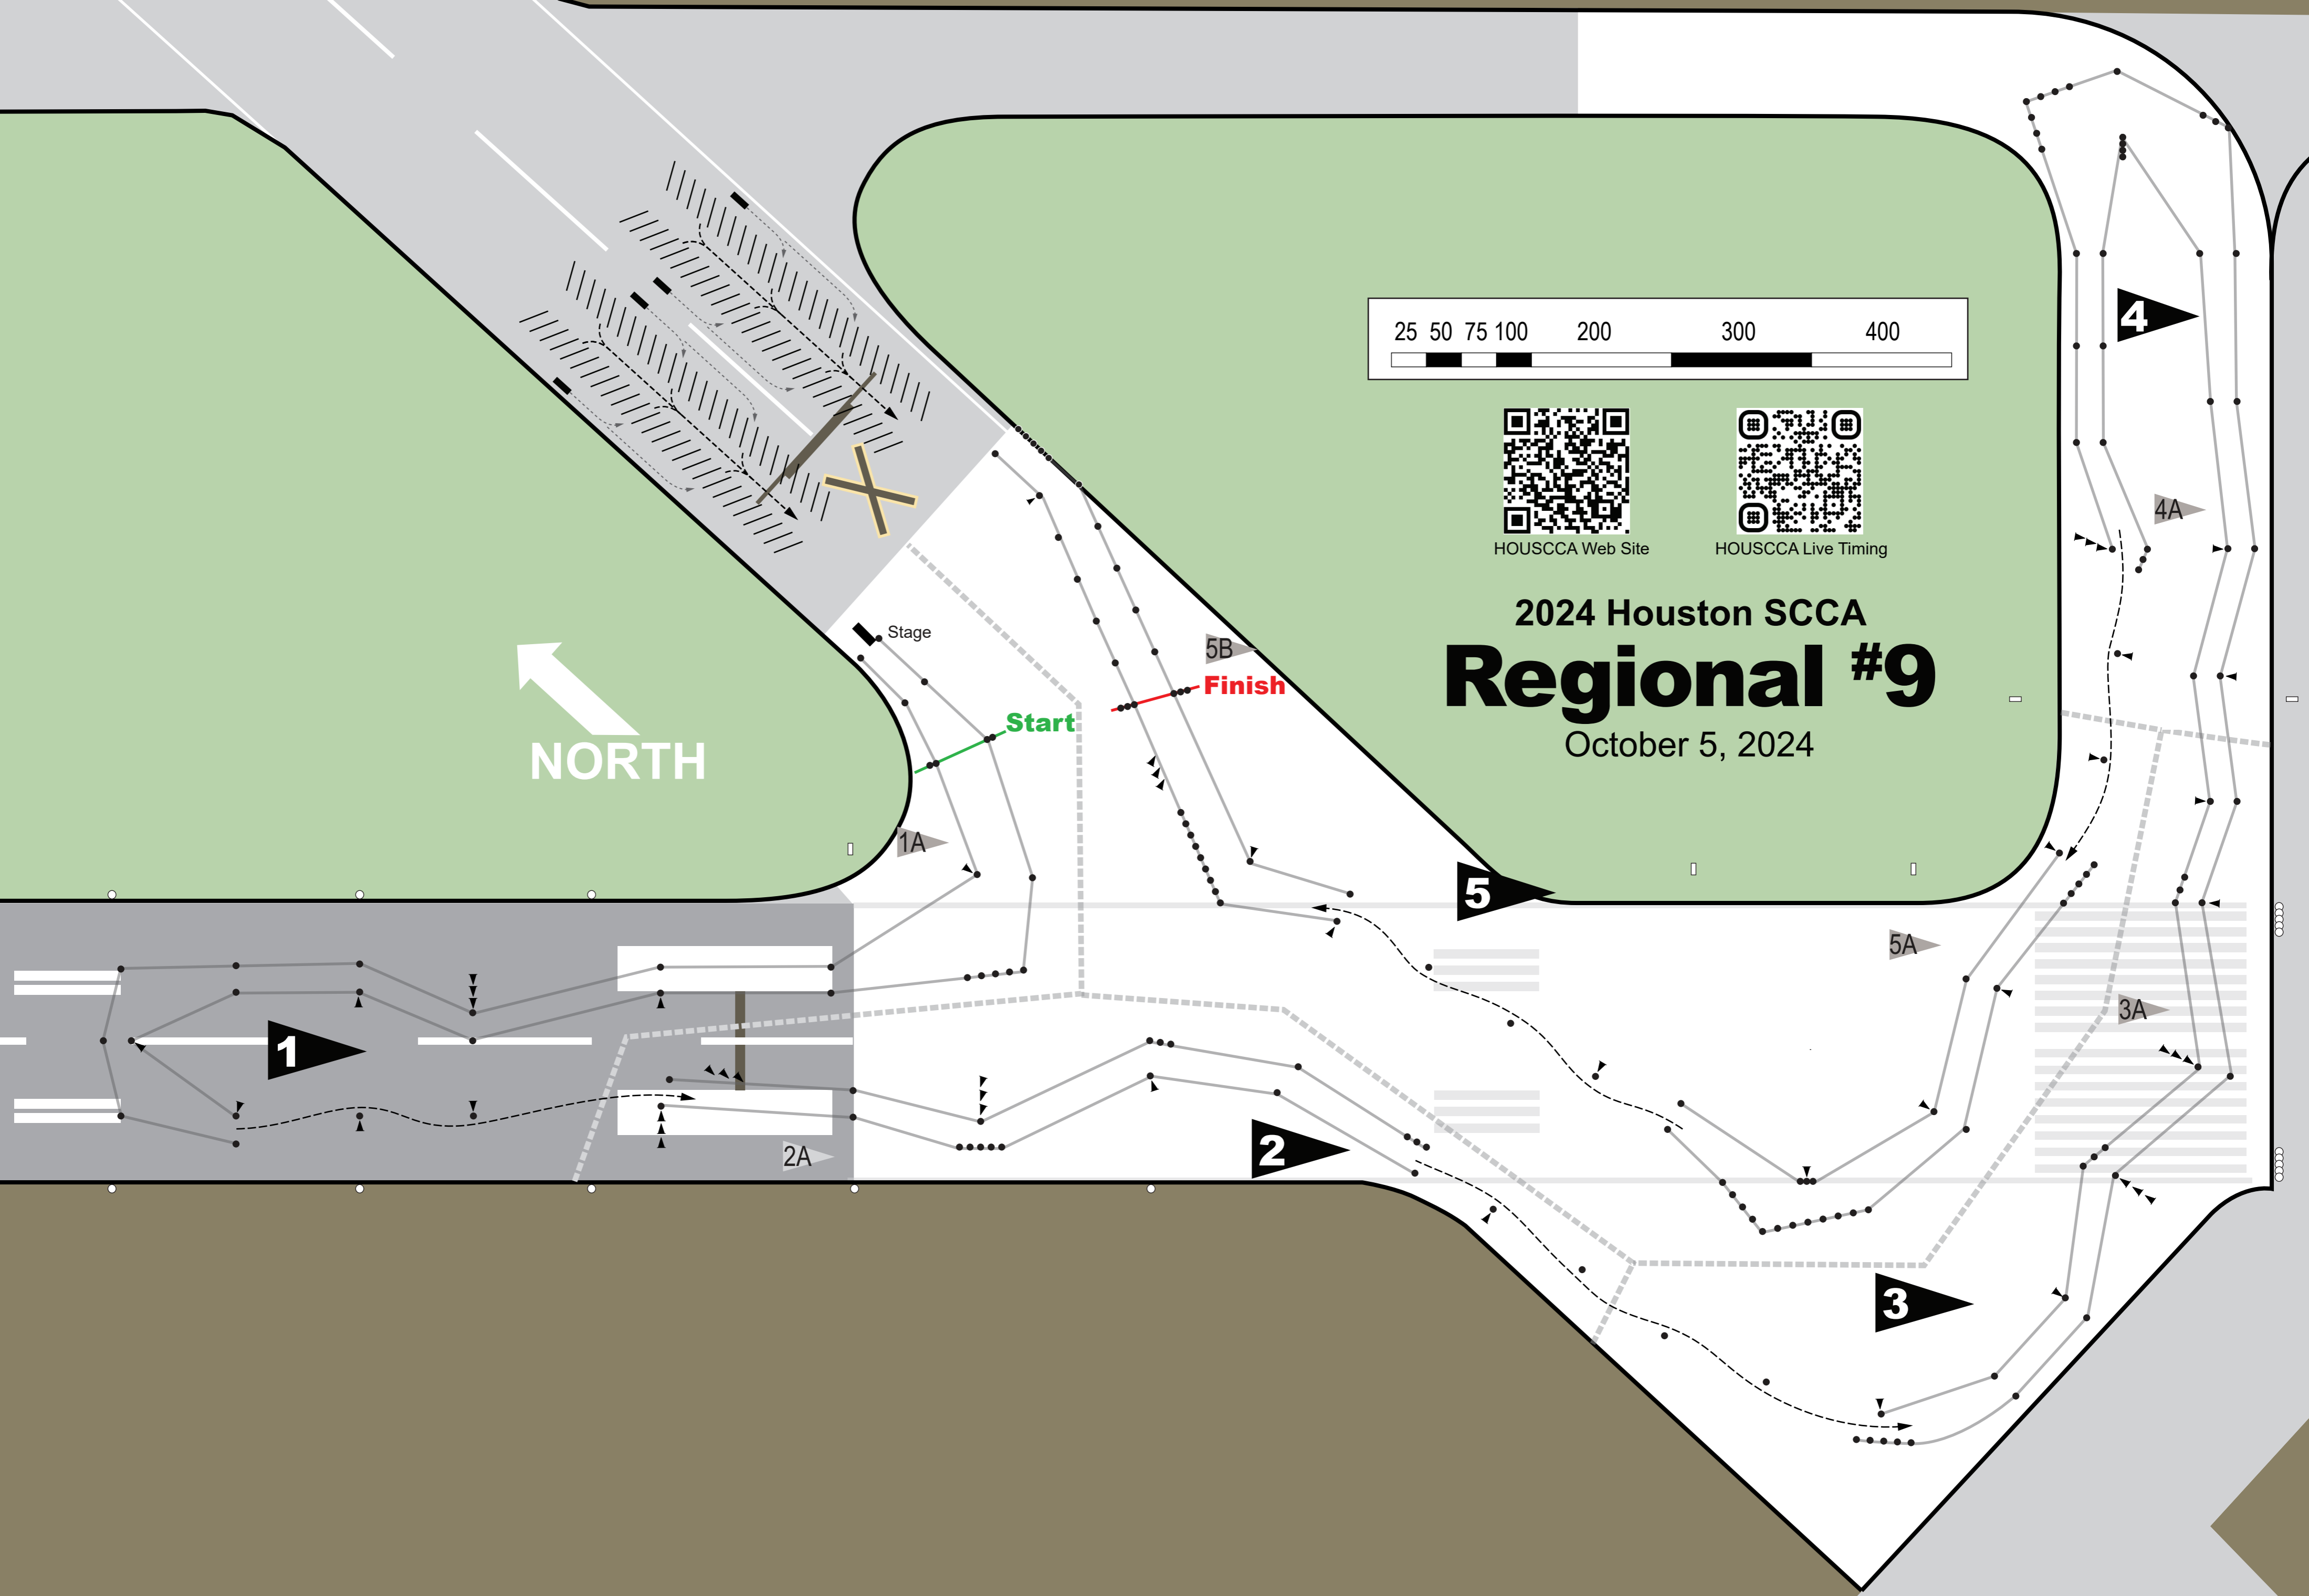 25 50 75 100 200 300 400
HOUSCCA Web Site
HOUSCCA Live Timing
2024 Houston SCCA
Regional #9
October 5, 2024
4
4A
Stage
5B
Finish
Start
NORTH
1A
5
5A
3A
1
2A
2
3